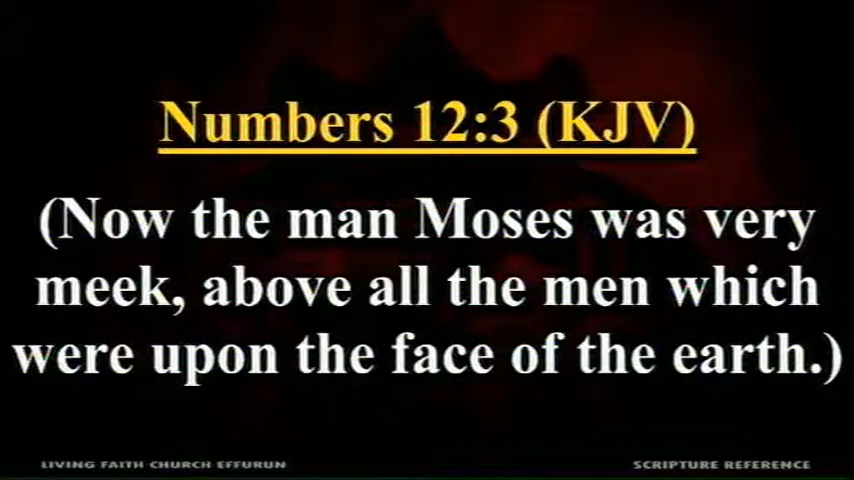 Numbers 12:3 (KJV)
(Now the man Moses was very
meek, above all the men which
were upon the face of the earth.)
LIVING FAITH CHURCH EFFURUN
SCRIPTURE REFERENCE